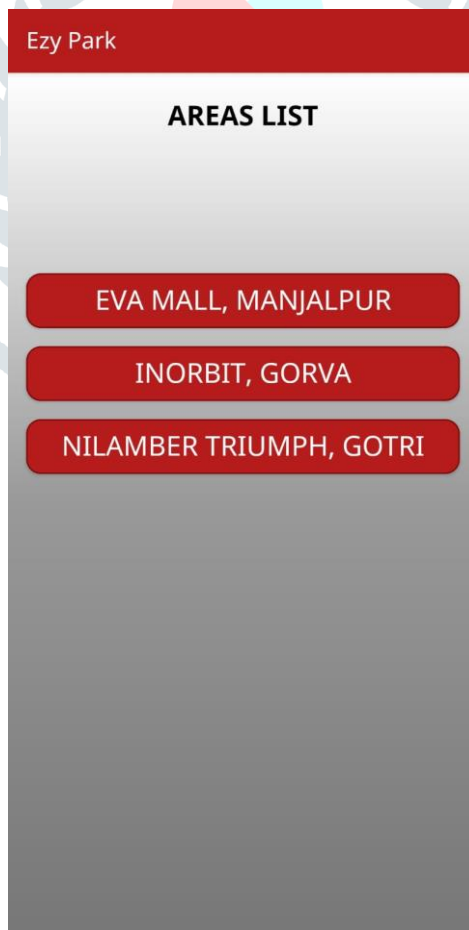 Ezy Park
AREAS LIST
EVA MALL, MANJALPUR
INORBIT, GORVA
NILAMBER TRIUMPH, GOTRI